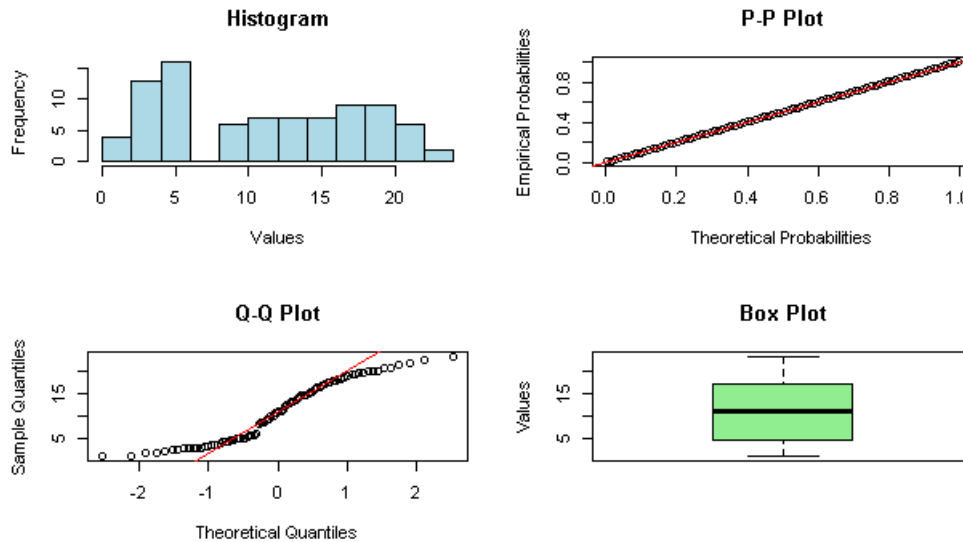 Histogram
Frequency
0 5 10
0 5 10 15 20
Values
P-P Plot
Empirical Probabilities
0.0 0.4 0.8
0.0 0.2 0.4 0.6 0.8 1.0
Theoretical Probabilities
Q-Q Plot
Sample Quantiles
5 15
-2 -1 0 1 2
Theoretical Quantiles
Box Plot
Values
5 15